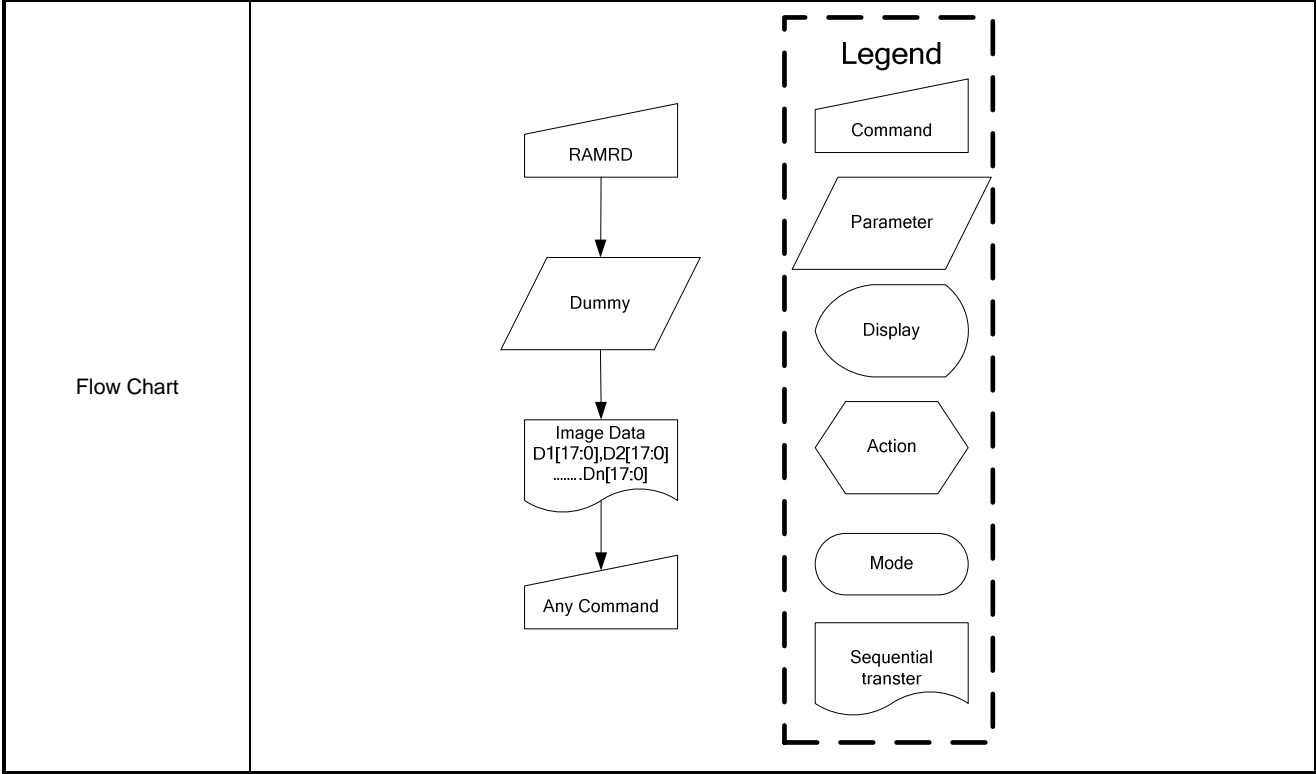 Flow Chart
RAMRD
Dummy
Image Data
D1[17:0],D2[17:0]
........Dn[17:0]
Any Command
Legend
Command
Parameter
Display
Action
Mode
Sequential
transter